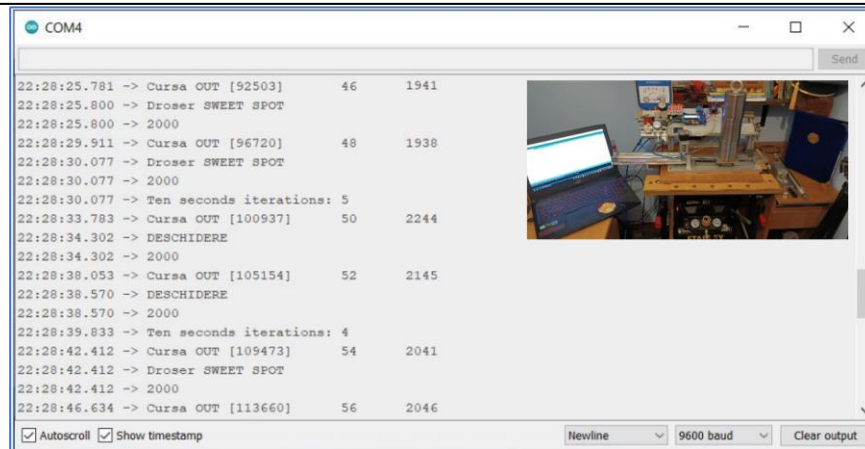 COM4
Send
22:28:25.781 -> Cursa OUT [92503] 46 1941
22:28:25.800 -> Droser SWEET SPOT
22:28:25.800 -> 2000
22:28:29.911 -> Cursa OUT [96720] 48 1938
22:28:30.077 -> Droser SWEET SPOT
22:28:30.077 -> 2000
22:28:30.077 -> Ten seconds iterations: 5
22:28:33.783 -> Cursa OUT [100937] 50 2244
22:28:34.302 -> DESCHIDERE
22:28:34.302 -> 2000
22:28:38.053 -> Cursa OUT [105154] 52 2145
22:28:38.570 -> DESCHIDERE
22:28:38.570 -> 2000
22:28:39.833 -> Ten seconds iterations: 4
22:28:42.412 -> Cursa OUT [109473] 54 2041
22:28:42.412 -> Droser SWEET SPOT
22:28:42.412 -> 2000
22:28:46.634 -> Cursa OUT [113660] 56 2046
Autoscroll Show timestamp Newline 9600 baud Clear output